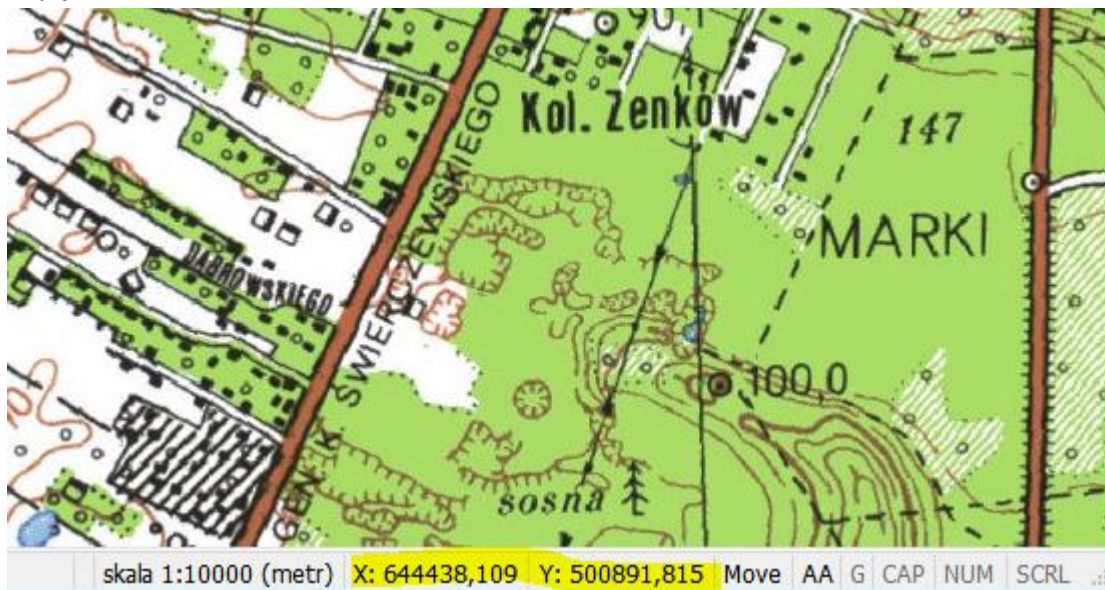 Kol. Zenków
147
MARKI
GEN. K. ŚWIERCZEWSKIEGO
DĄBROWSKIEGO
100,0
sosna
skala 1:10000 (metr) X: 644438,109 Y: 500891,815 Move AA G CAP NUM SCRL